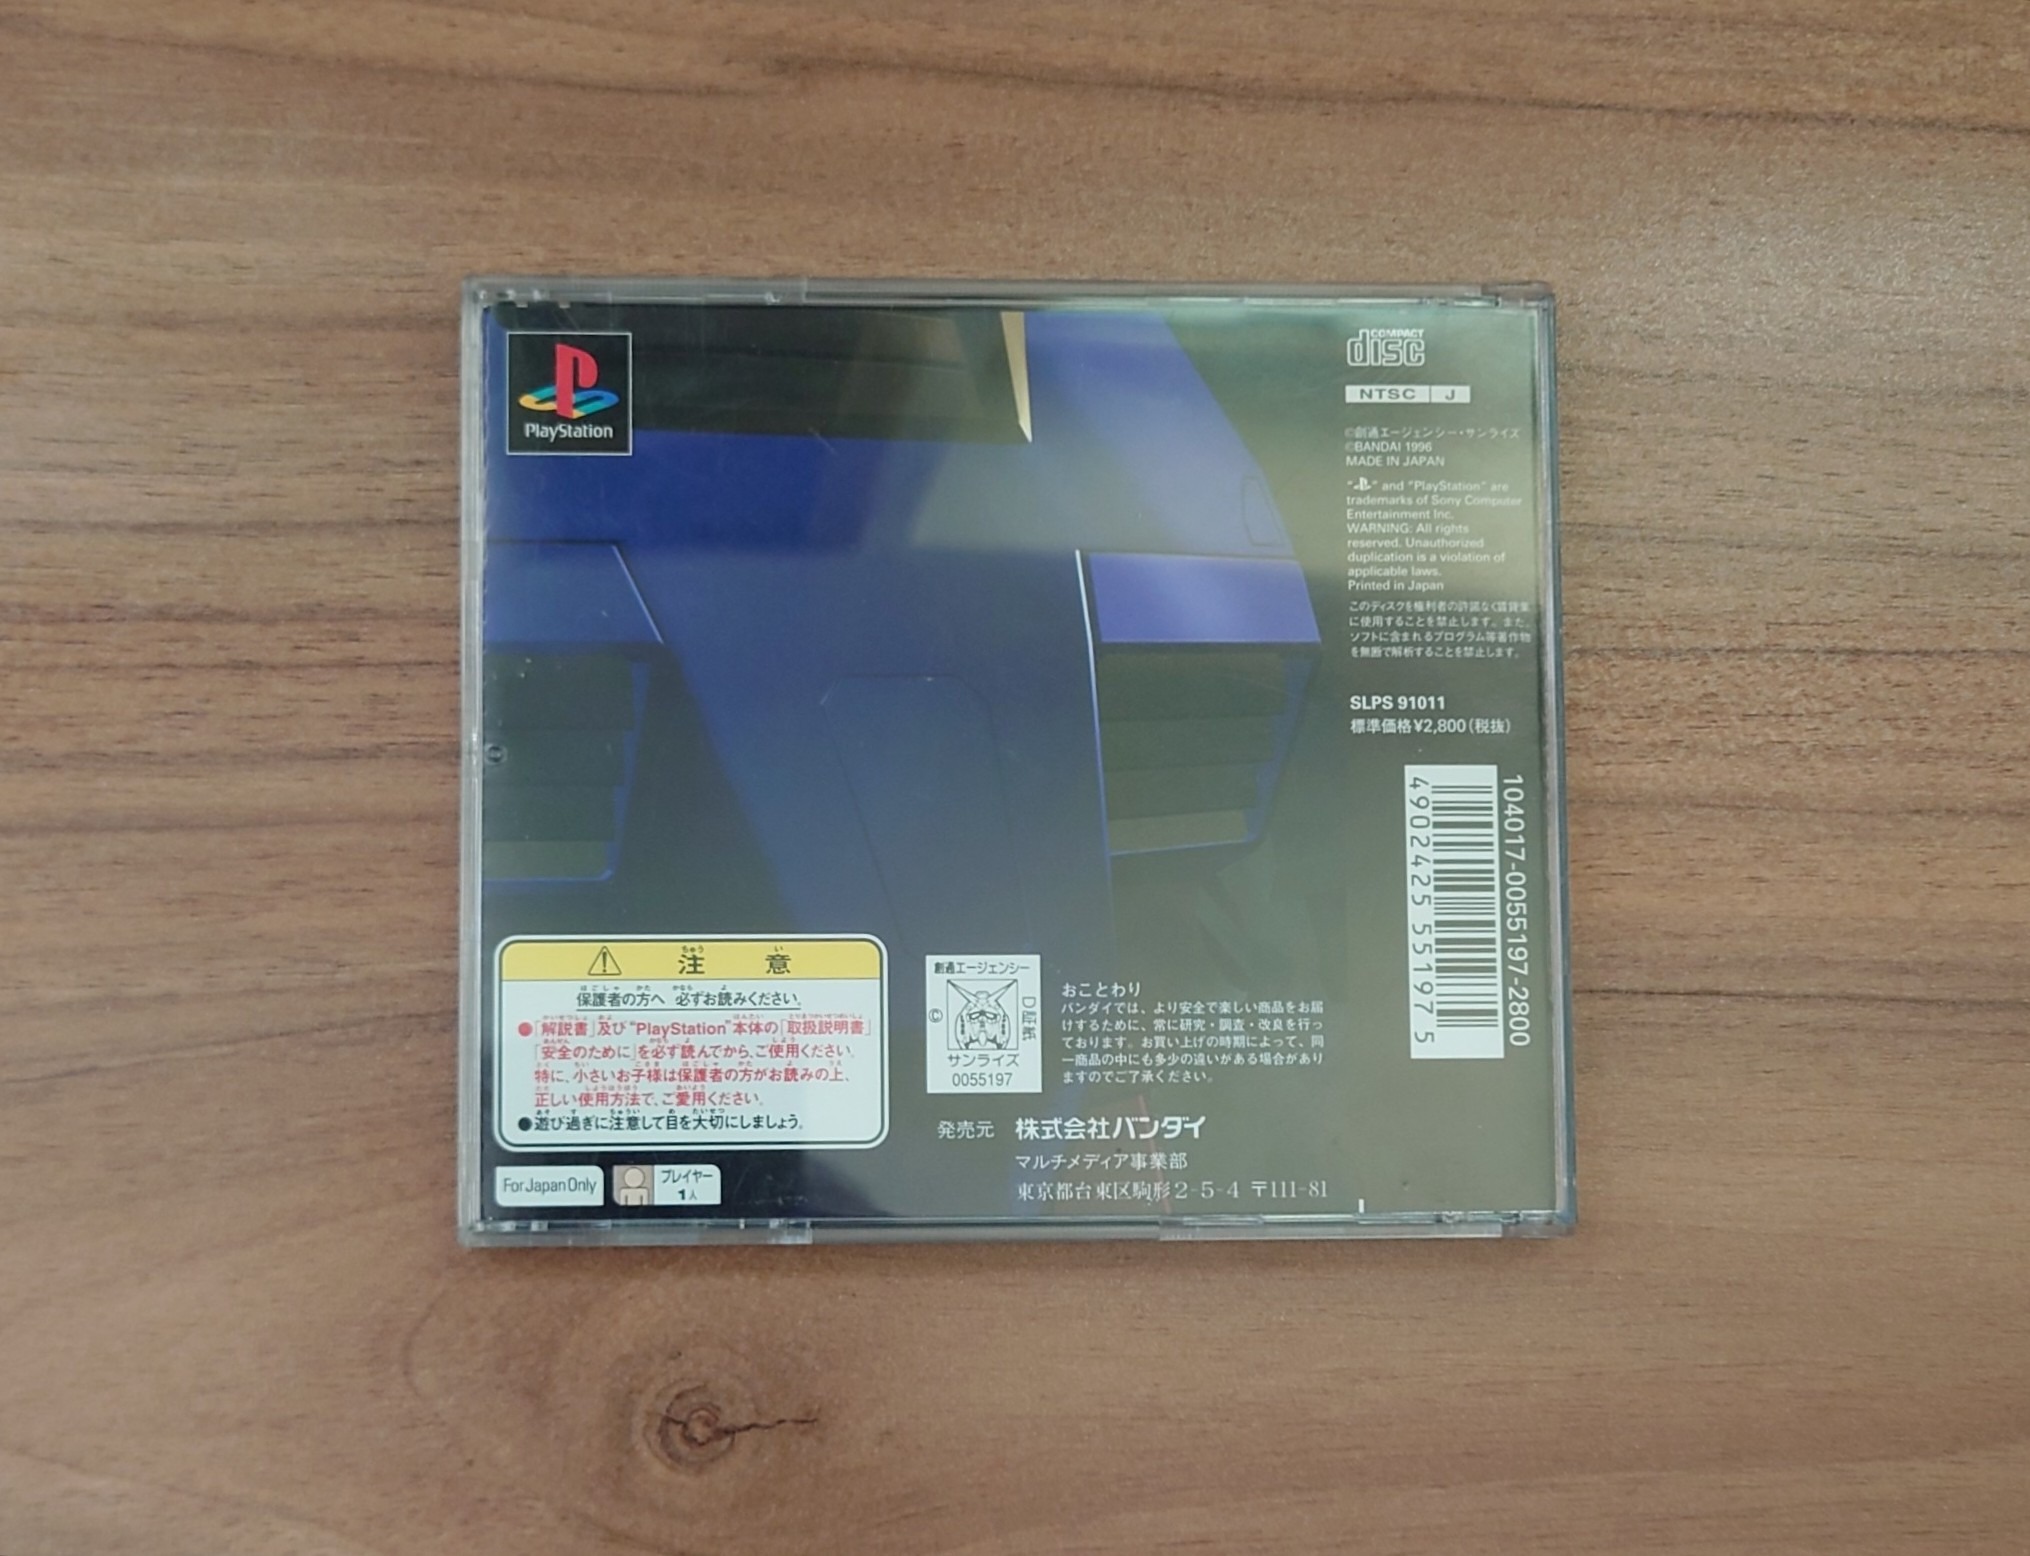 PlayStation
COMPACT
disc
NTSC J
©創通エージェンシー・サンライズ
©BANDAI 1996
MADE IN JAPAN
" " and "PlayStation" are
trademarks of Sony Computer
Entertainment Inc.
WARNING: All rights
reserved. Unauthorized
duplication is a violation of
applicable laws.
Printed in Japan
このディスクを権利者の許諾なく賃貸業
に使用することを禁止します。また、
ソフトに含まれるプログラム等著作物
を無断で解析することを禁止します。
SLPS 91011
標準価格¥2,800(税抜)
104017-0055197-2800
4902425 551975
注意
保護者の方へ 必ずお読みください。
●「解説書」及び"PlayStation"本体の「取扱説明書」
「安全のために」を必ず読んでから、ご使用ください。
特に、小さいお子様は保護者の方がお読みの上、
正しい使用方法で、ご愛用ください。
●遊び過ぎに注意して目を大切にしましょう。
For Japan Only
プレイヤー
1人
創通エージェンシー
© D証紙
サンライズ
0055197
おことわり
バンダイでは、より安全で楽しい商品をお届
けするために、常に研究・調査・改良を行っ
ております。お買い上げの時期によって、同
一商品の中にも多少の違いがある場合があり
ますのでご了承ください。
発売元 株式会社バンダイ
マルチメディア事業部
東京都台東区駒形2-5-4 〒111-81